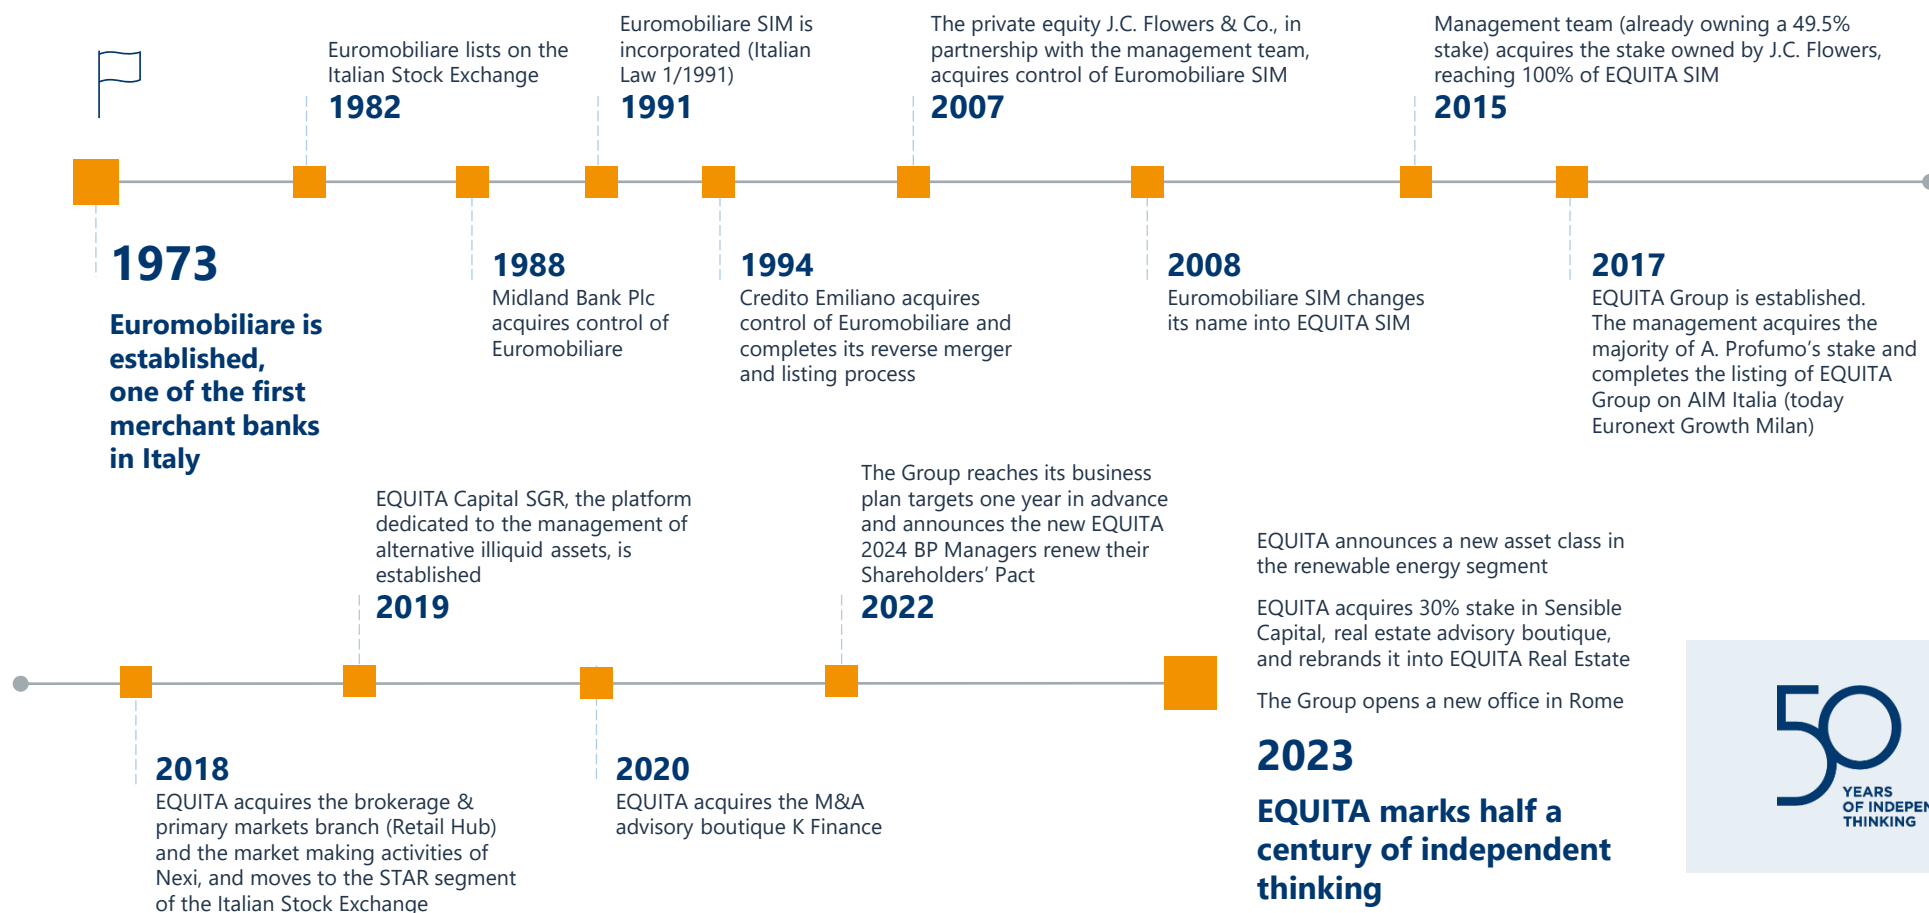 Euromobiliare lists on the
Italian Stock Exchange
1982
Euromobiliare SIM is
incorporated (Italian
Law 1/1991)
1991
The private equity J.C. Flowers & Co., in
partnership with the management team,
acquires control of Euromobiliare SIM
2007
Management team (already owning a 49.5%
stake) acquires the stake owned by J.C. Flowers,
reaching 100% of EQUITA SIM
2015
1973
Euromobiliare is
established,
one of the first
merchant banks
in Italy
1988
Midland Bank Plc
acquires control of
Euromobiliare
1994
Credito Emiliano acquires
control of Euromobiliare and
completes its reverse merger
and listing process
2008
Euromobiliare SIM changes
its name into EQUITA SIM
2017
EQUITA Group is established.
The management acquires the
majority of A. Profumo’s stake and
completes the listing of EQUITA
Group on AIM Italia (today
Euronext Growth Milan)
EQUITA Capital SGR, the platform
dedicated to the management of
alternative illiquid assets, is
established
2019
The Group reaches its business
plan targets one year in advance
and announces the new EQUITA
2024 BP Managers renew their
Shareholders’ Pact
2022
EQUITA announces a new asset class in
the renewable energy segment
EQUITA acquires 30% stake in Sensible
Capital, real estate advisory boutique,
and rebrands it into EQUITA Real Estate
The Group opens a new office in Rome
2023
EQUITA marks half a
century of independent
thinking
2018
EQUITA acquires the brokerage &
primary markets branch (Retail Hub)
and the market making activities of
Nexi, and moves to the STAR segment
of the Italian Stock Exchange
2020
EQUITA acquires the M&A
advisory boutique K Finance
50
YEARS
OF INDEPEN
THINKING